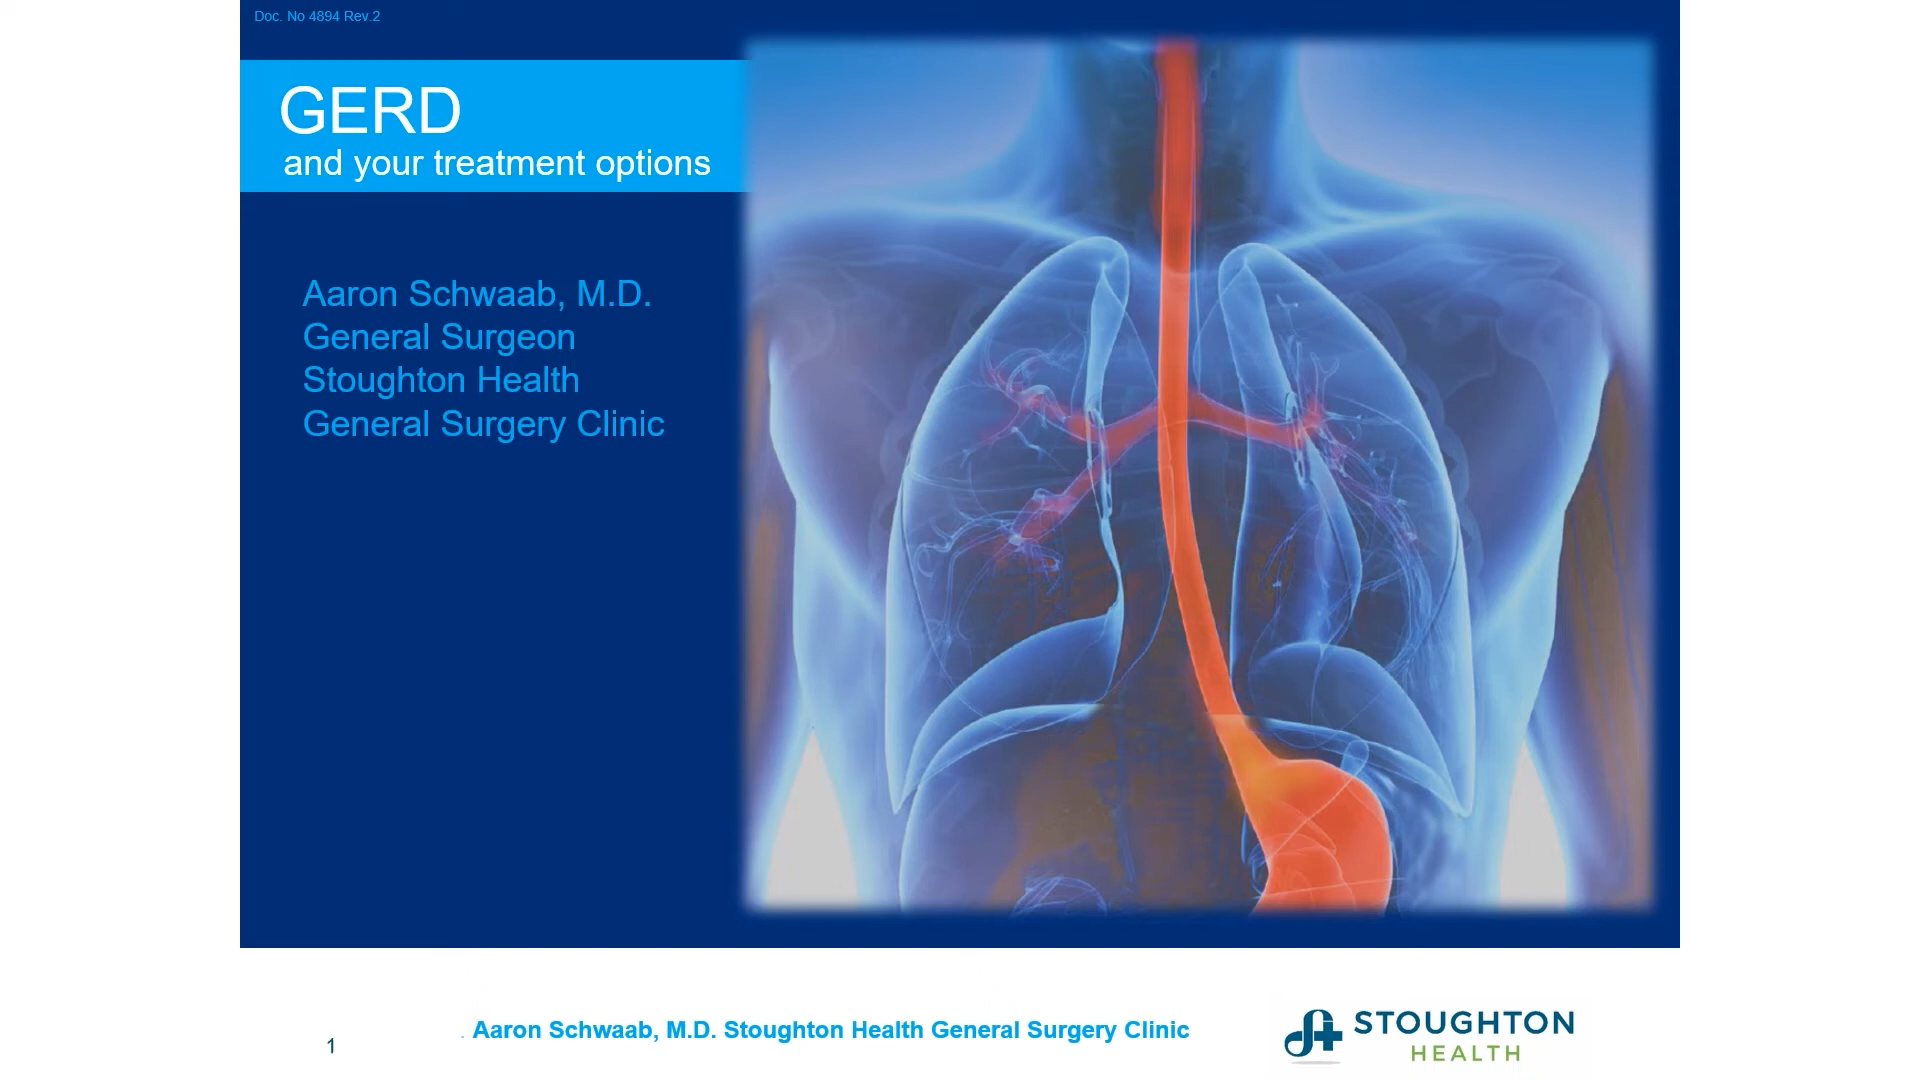 Doc. No 4894 Rev.2
GERD
and your treatment options
Aaron Schwaab, M.D.
General Surgeon
Stoughton Health
General Surgery Clinic
1
. Aaron Schwaab, M.D. Stoughton Health General Surgery Clinic
STOUGHTON
HEALTH